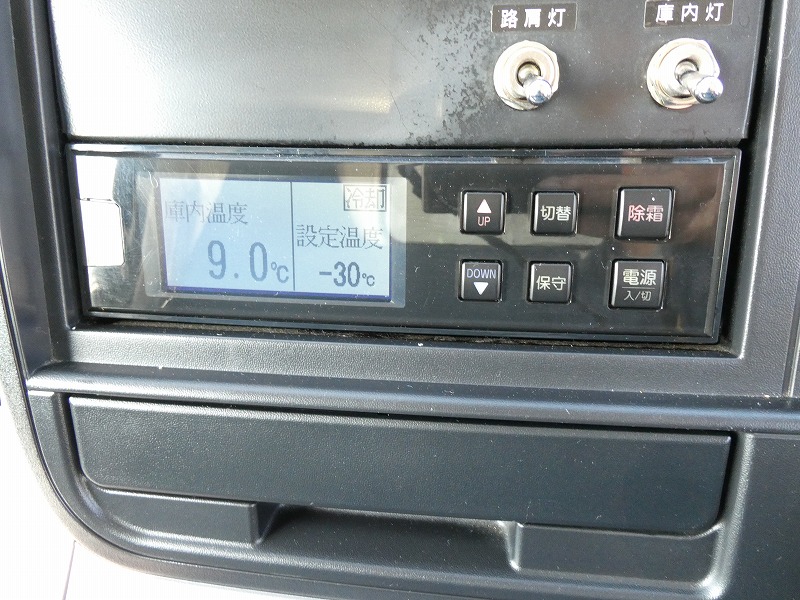 路肩灯
庫内灯
庫内温度
9.0℃
冷却
設定温度
-30℃
▲
UP
切替
除霜
DOWN
▼
保守
電源
入/切